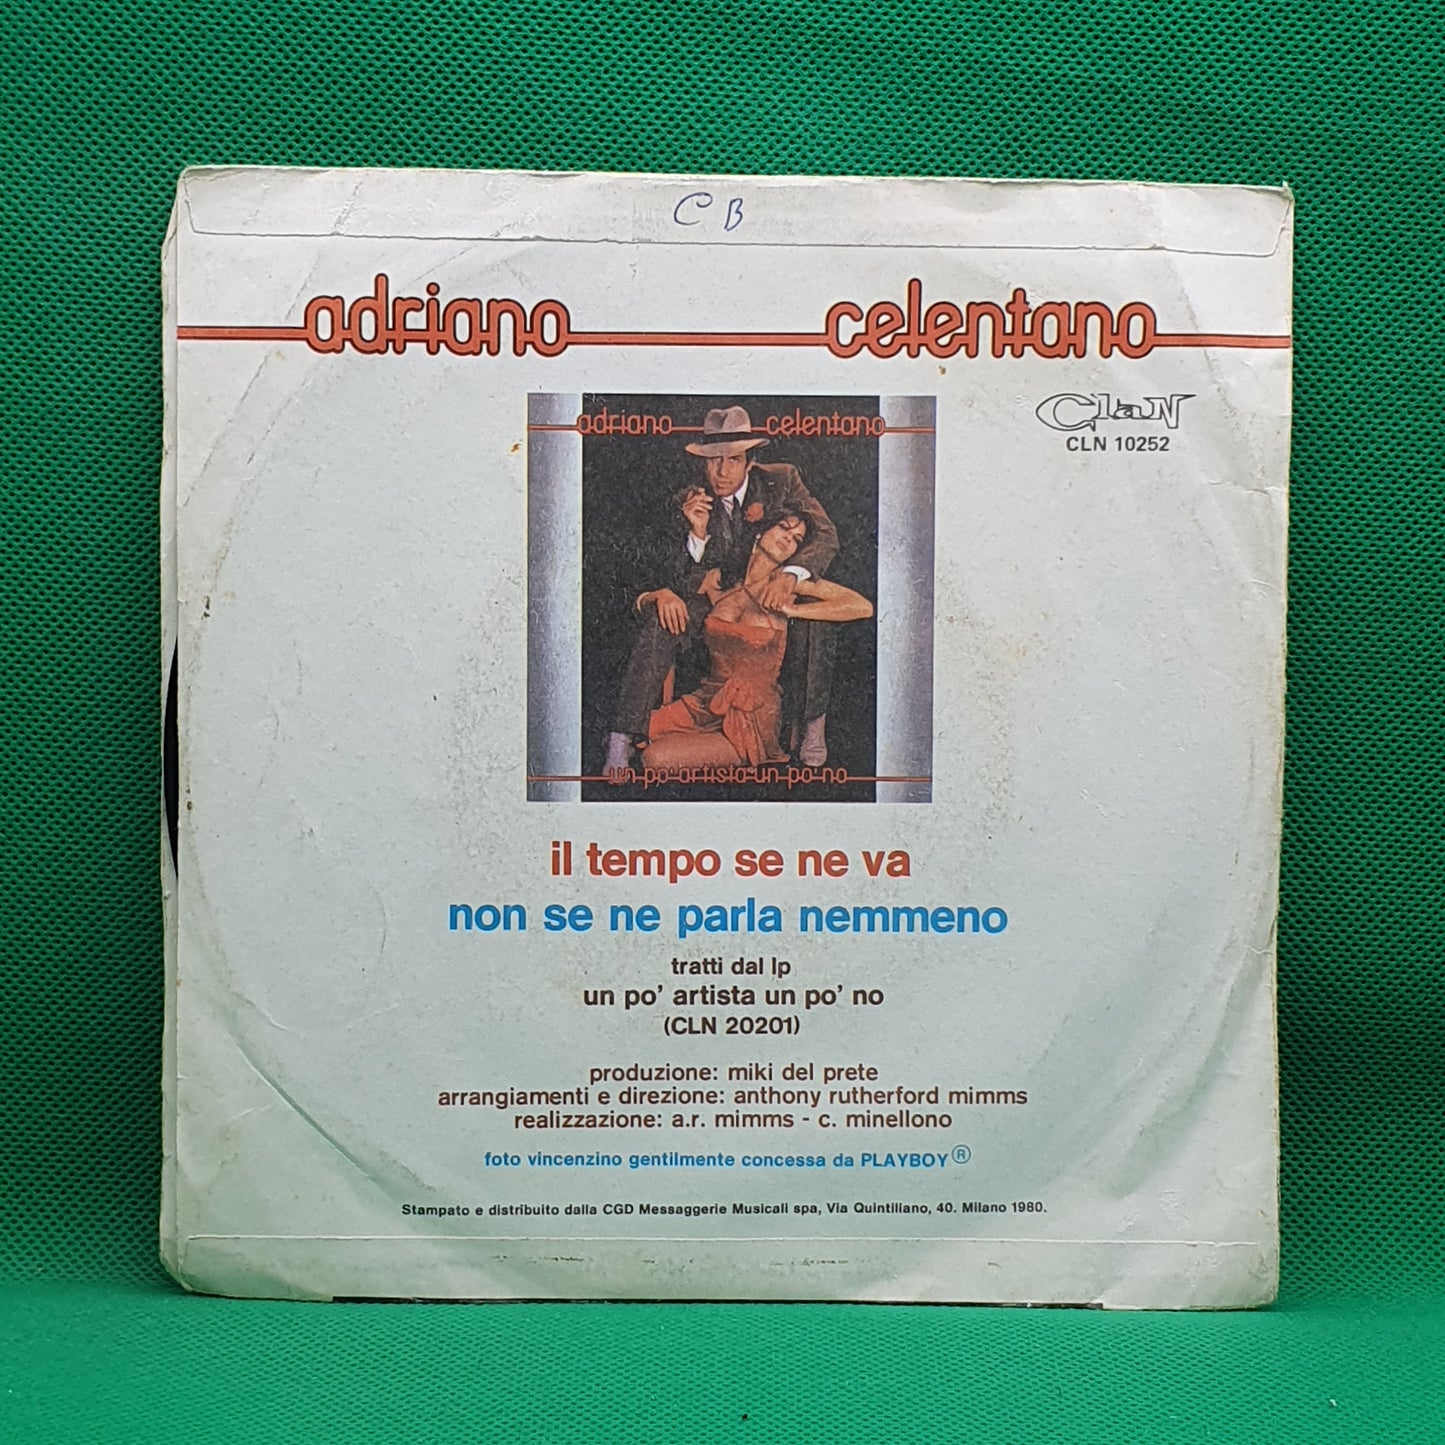 CB
adriano celentano
ClaN
CLN 10252
adriano celentano
un po' artista un po' no
il tempo se ne va
non se ne parla nemmeno
tratti dal lp
un po' artista un po' no
(CLN 20201)
produzione: miki del prete
arrangiamenti e direzione: anthony rutherford mimms
realizzazione: a.r. mimms - c. minellono
foto vincenzino gentilmente concessa da PLAYBOY®
Stampato e distribuito dalla CGD Messaggerie Musicali spa, Via Quintiliano, 40. Milano 1980.